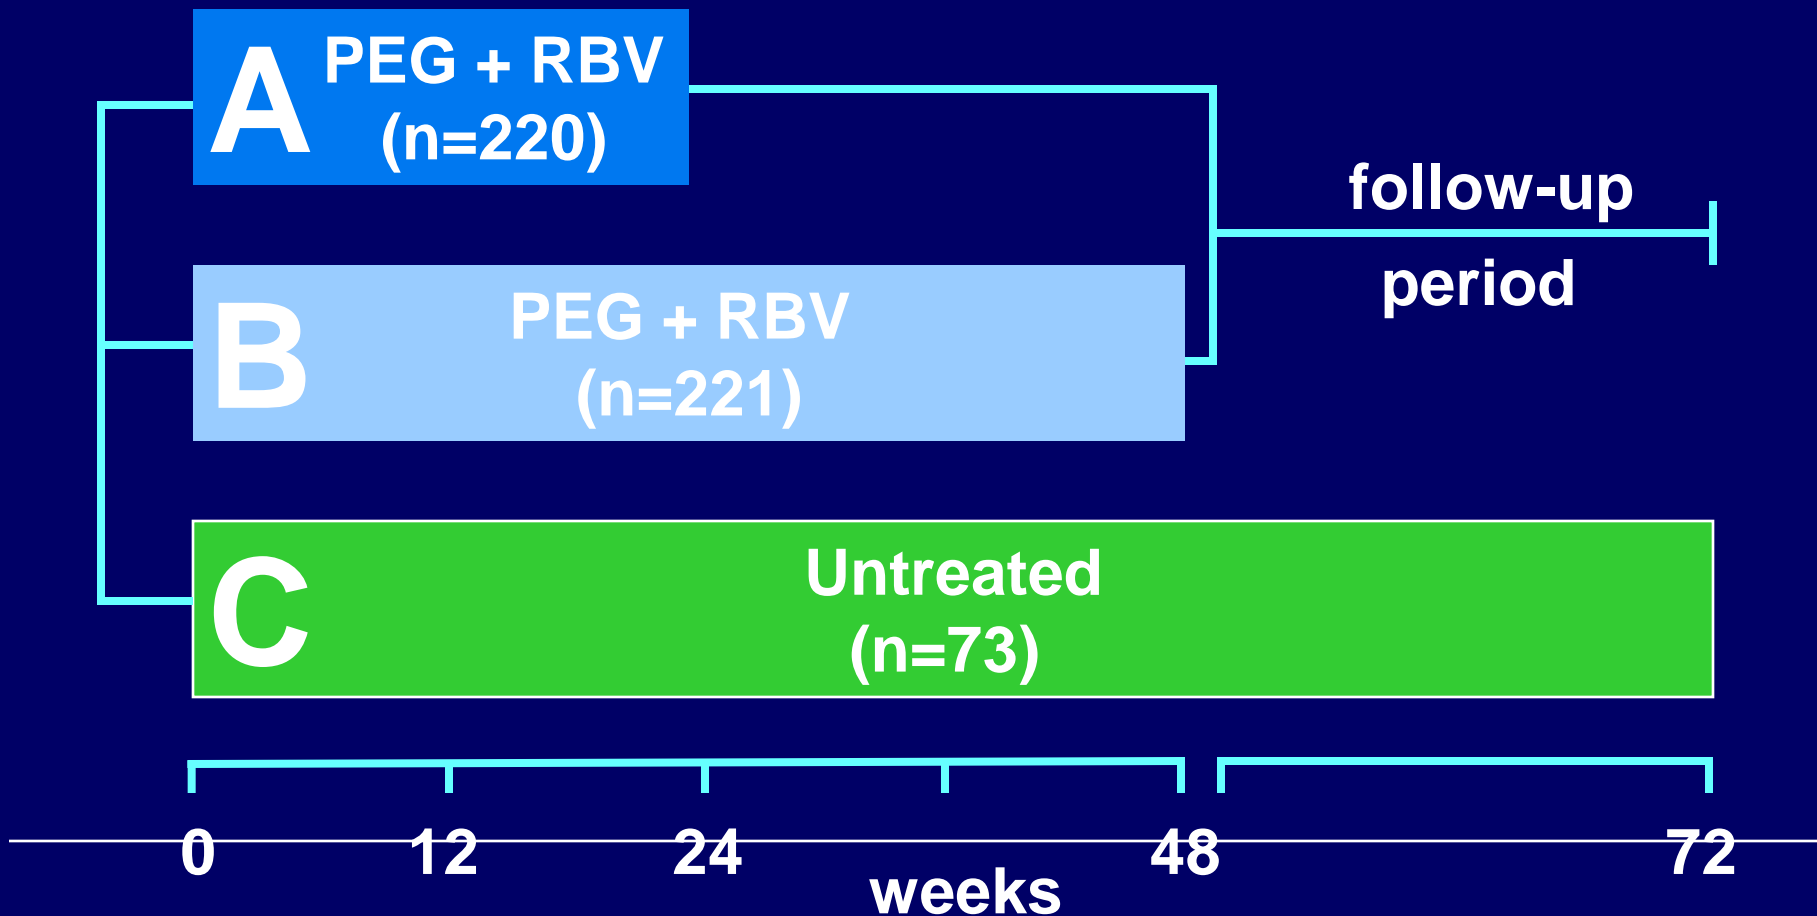 A
PEG + RBV
(n=220)
follow-up
period
B
PEG + RBV
(n=221)
C
Untreated
(n=73)
0 12 24 48 72
weeks